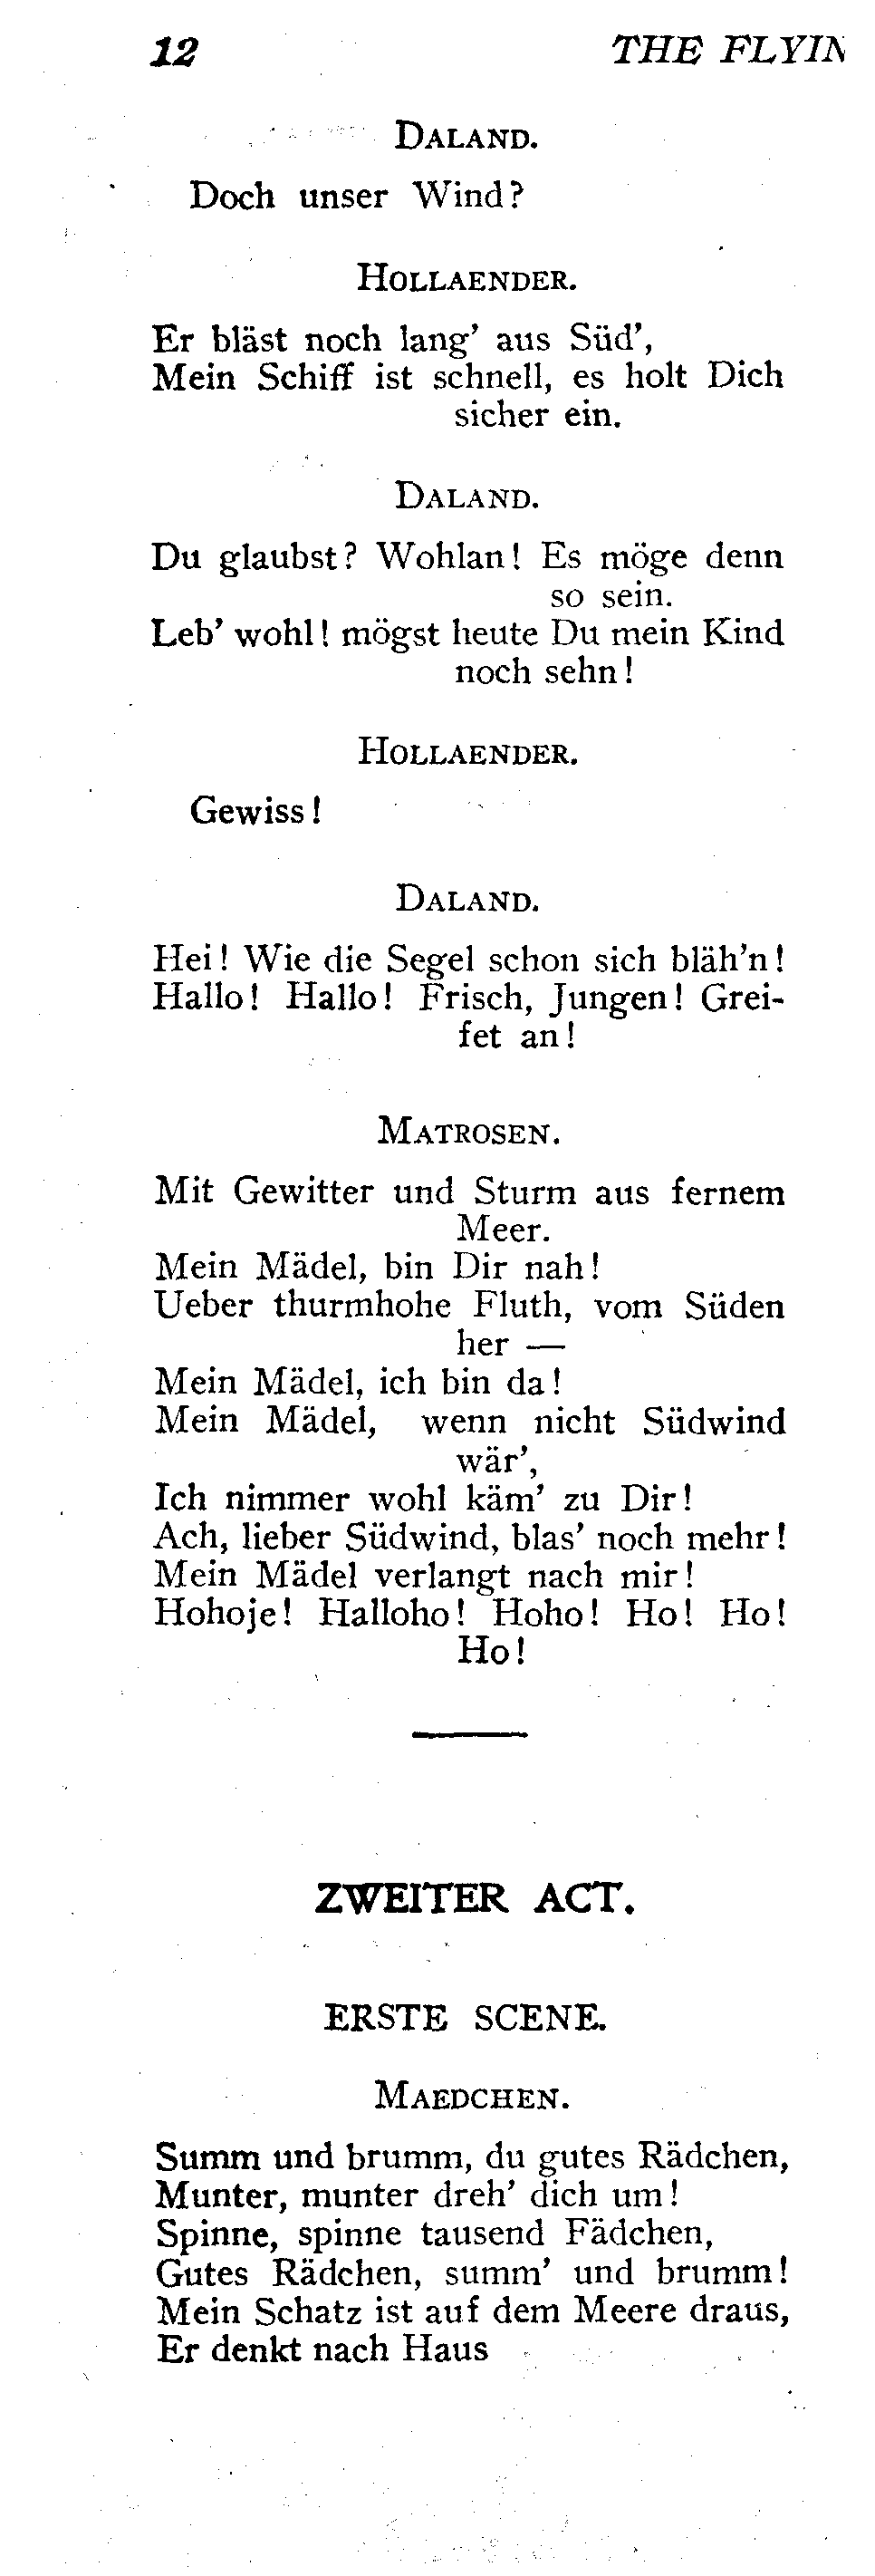 12 THE FLYIN
DALAND.
Doch unser Wind?
HOLLAENDER.
Er bläst noch lang' aus Süd',
Mein Schiff ist schnell, es holt Dich
sicher ein.
DALAND.
Du glaubst? Wohlan! Es möge denn
so sein.
Leb' wohl! mögst heute Du mein Kind
noch sehn!
HOLLAENDER.
Gewiss!
DALAND.
Hei! Wie die Segel schon sich bläh'n!
Hallo! Hallo! Frisch, Jungen! Grei-
fet an!
MATROSEN.
Mit Gewitter und Sturm aus fernem
Meer.
Mein Mädel, bin Dir nah!
Ueber thurmhohe Fluth, vom Süden
her —
Mein Mädel, ich bin da!
Mein Mädel, wenn nicht Südwind
wär',
Ich nimmer wohl käm' zu Dir!
Ach, lieber Südwind, blas' noch mehr!
Mein Mädel verlangt nach mir!
Hohoje! Halloho! Hoho! Ho! Ho!
Ho!
ZWEITER ACT.
ERSTE SCENE.
MAEDCHEN.
Summ und brumm, du gutes Rädchen,
Munter, munter dreh' dich um!
Spinne, spinne tausend Fädchen,
Gutes Rädchen, summ' und brumm!
Mein Schatz ist auf dem Meere draus,
Er denkt nach Haus